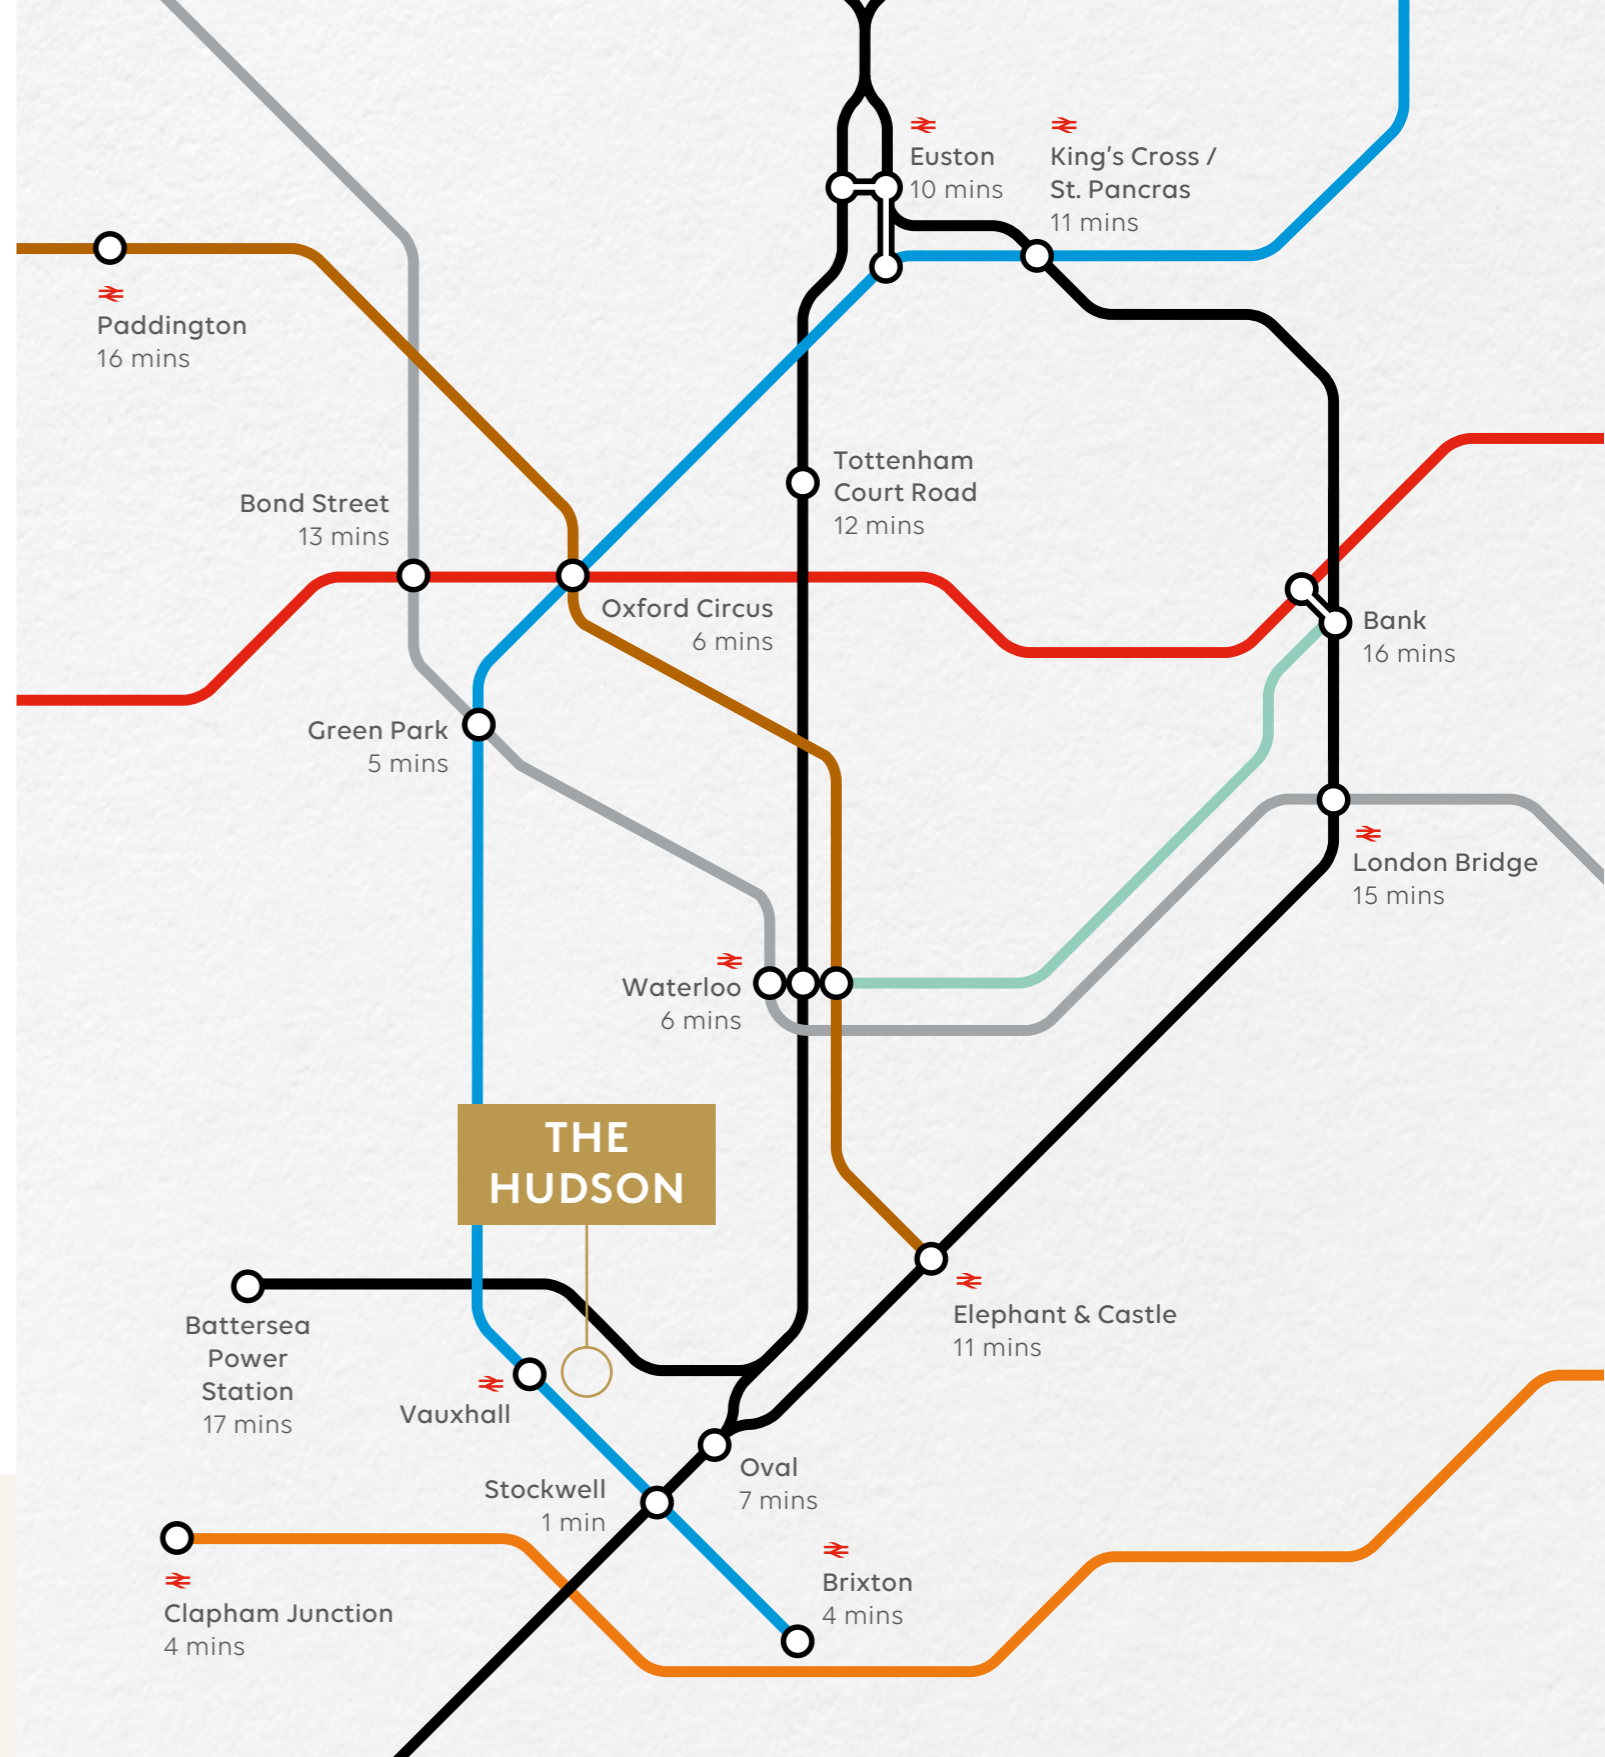 Euston
10 mins
King's Cross /
St. Pancras
11 mins
Paddington
16 mins
Tottenham
Court Road
12 mins
Bond Street
13 mins
Oxford Circus
6 mins
Bank
16 mins
Green Park
5 mins
London Bridge
15 mins
Waterloo
6 mins
THE
HUDSON
Elephant & Castle
11 mins
Battersea
Power
Station
17 mins
Vauxhall
Oval
7 mins
Stockwell
1 min
Brixton
4 mins
Clapham Junction
4 mins